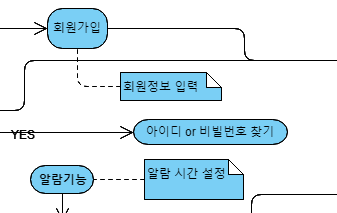 회원가입
회원정보 입력
YES
아이디 or 비빌번호 찾기
알람기능
알람 시간 설정